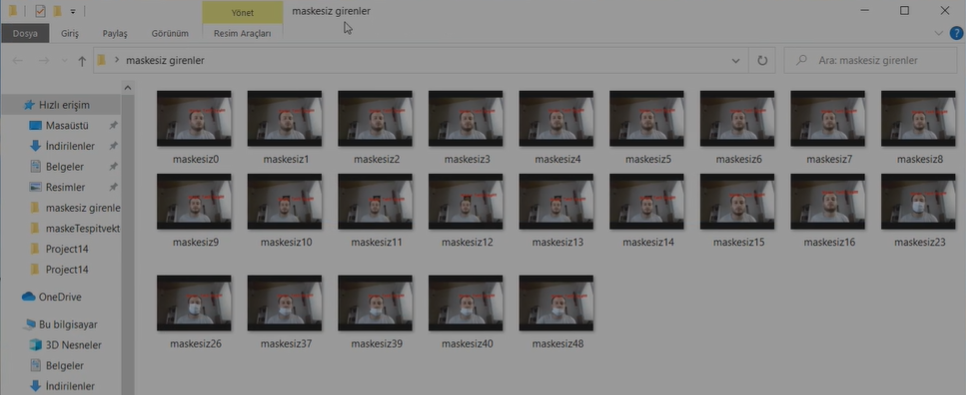 Yönet
maskesiz girenler
Dosya
Giriş
Paylaş
Görünüm
Resim Araçları
maskesiz girenler
Ara: maskesiz girenler
Hızlı erişim
Masaüstü
İndirilenler
Belgeler
Resimler
maskesiz girenle
maskeTespitvekt
Project14
Project14
OneDrive
Bu bilgisayar
3D Nesneler
Belgeler
İndirilenler
maskesiz0 maskesiz1 maskesiz2 maskesiz3 maskesiz4 maskesiz5 maskesiz6 maskesiz7 maskesiz8
maskesiz9 maskesiz10 maskesiz11 maskesiz12 maskesiz13 maskesiz14 maskesiz15 maskesiz16 maskesiz23
maskesiz26 maskesiz37 maskesiz39 maskesiz40 maskesiz48